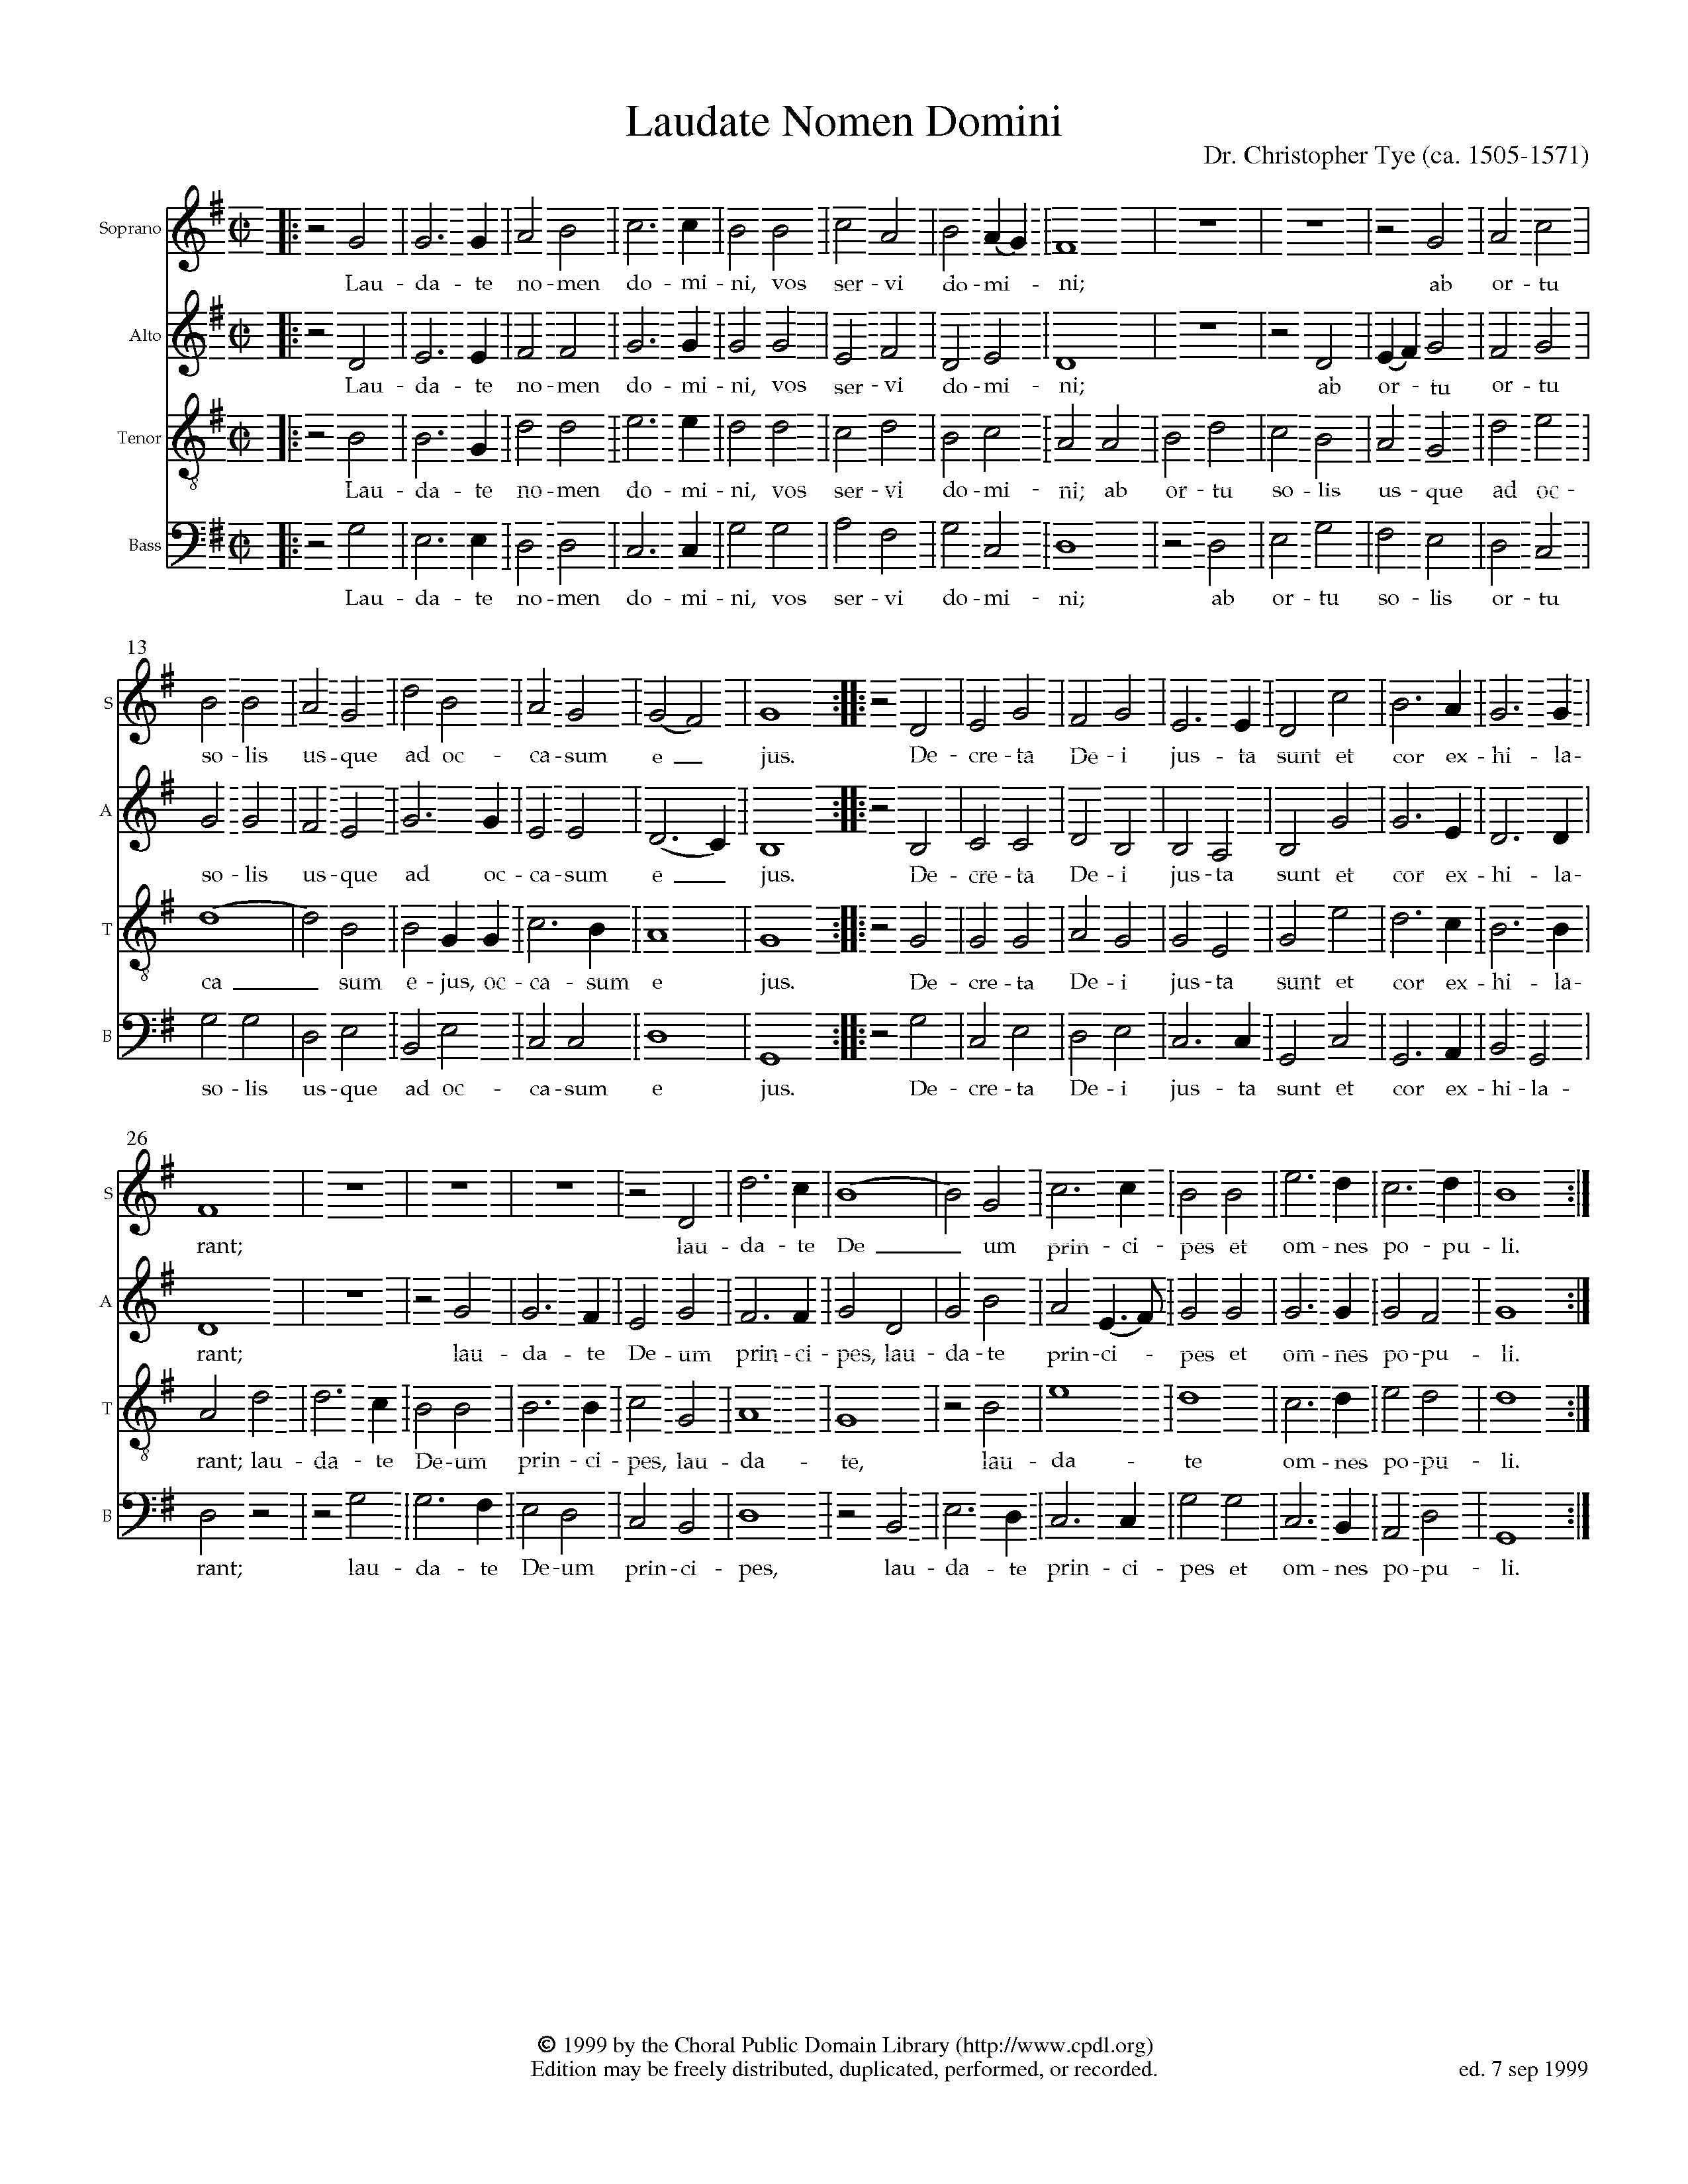 Laudate Nomen Domini
Dr. Christopher Tye (ca. 1505-1571)
Soprano
Lau - da - te no - men do - mi - ni, vos ser - vi do - mi - ni; ab or - tu
Alto
Lau - da - te no - men do - mi - ni, vos ser - vi do - mi - ni; ab or - tu or - tu
Tenor
8
Lau - da - te no - men do - mi - ni, vos ser - vi do - mi - ni; ab or - tu so - lis us - que ad oc -
Bass
Lau - da - te no - men do - mi - ni, vos ser - vi do - mi - ni; ab or - tu so - lis or - tu
13
S
so - lis us - que ad oc - ca - sum e jus. De - cre - ta De - i jus - ta sunt et cor ex - hi - la-
A
so - lis us - que ad oc - ca - sum e jus. De - cre - ta De - i jus - ta sunt et cor ex - hi - la-
T
8
ca sum e - jus, oc - ca - sum e jus. De - cre - ta De - i jus - ta sunt et cor ex - hi - la-
B
so - lis us - que ad oc - ca - sum e jus. De - cre - ta De - i jus - ta sunt et cor ex - hi - la -
26
S
rant; lau - da - te De um prin - ci - pes et om - nes po - pu - li.
A
rant; lau - da - te De - um prin - ci - pes, lau - da - te prin - ci - pes et om - nes po - pu - li.
T
8
rant; lau - da - te De - um prin - ci - pes, lau - da - te, lau - da - te om - nes po - pu - li.
B
rant; lau - da - te De - um prin - ci - pes, lau - da - te prin - ci - pes et om - nes po - pu - li.
© 1999 by the Choral Public Domain Library (http://www.cpdl.org)
Edition may be freely distributed, duplicated, performed, or recorded.
ed. 7 sep 1999